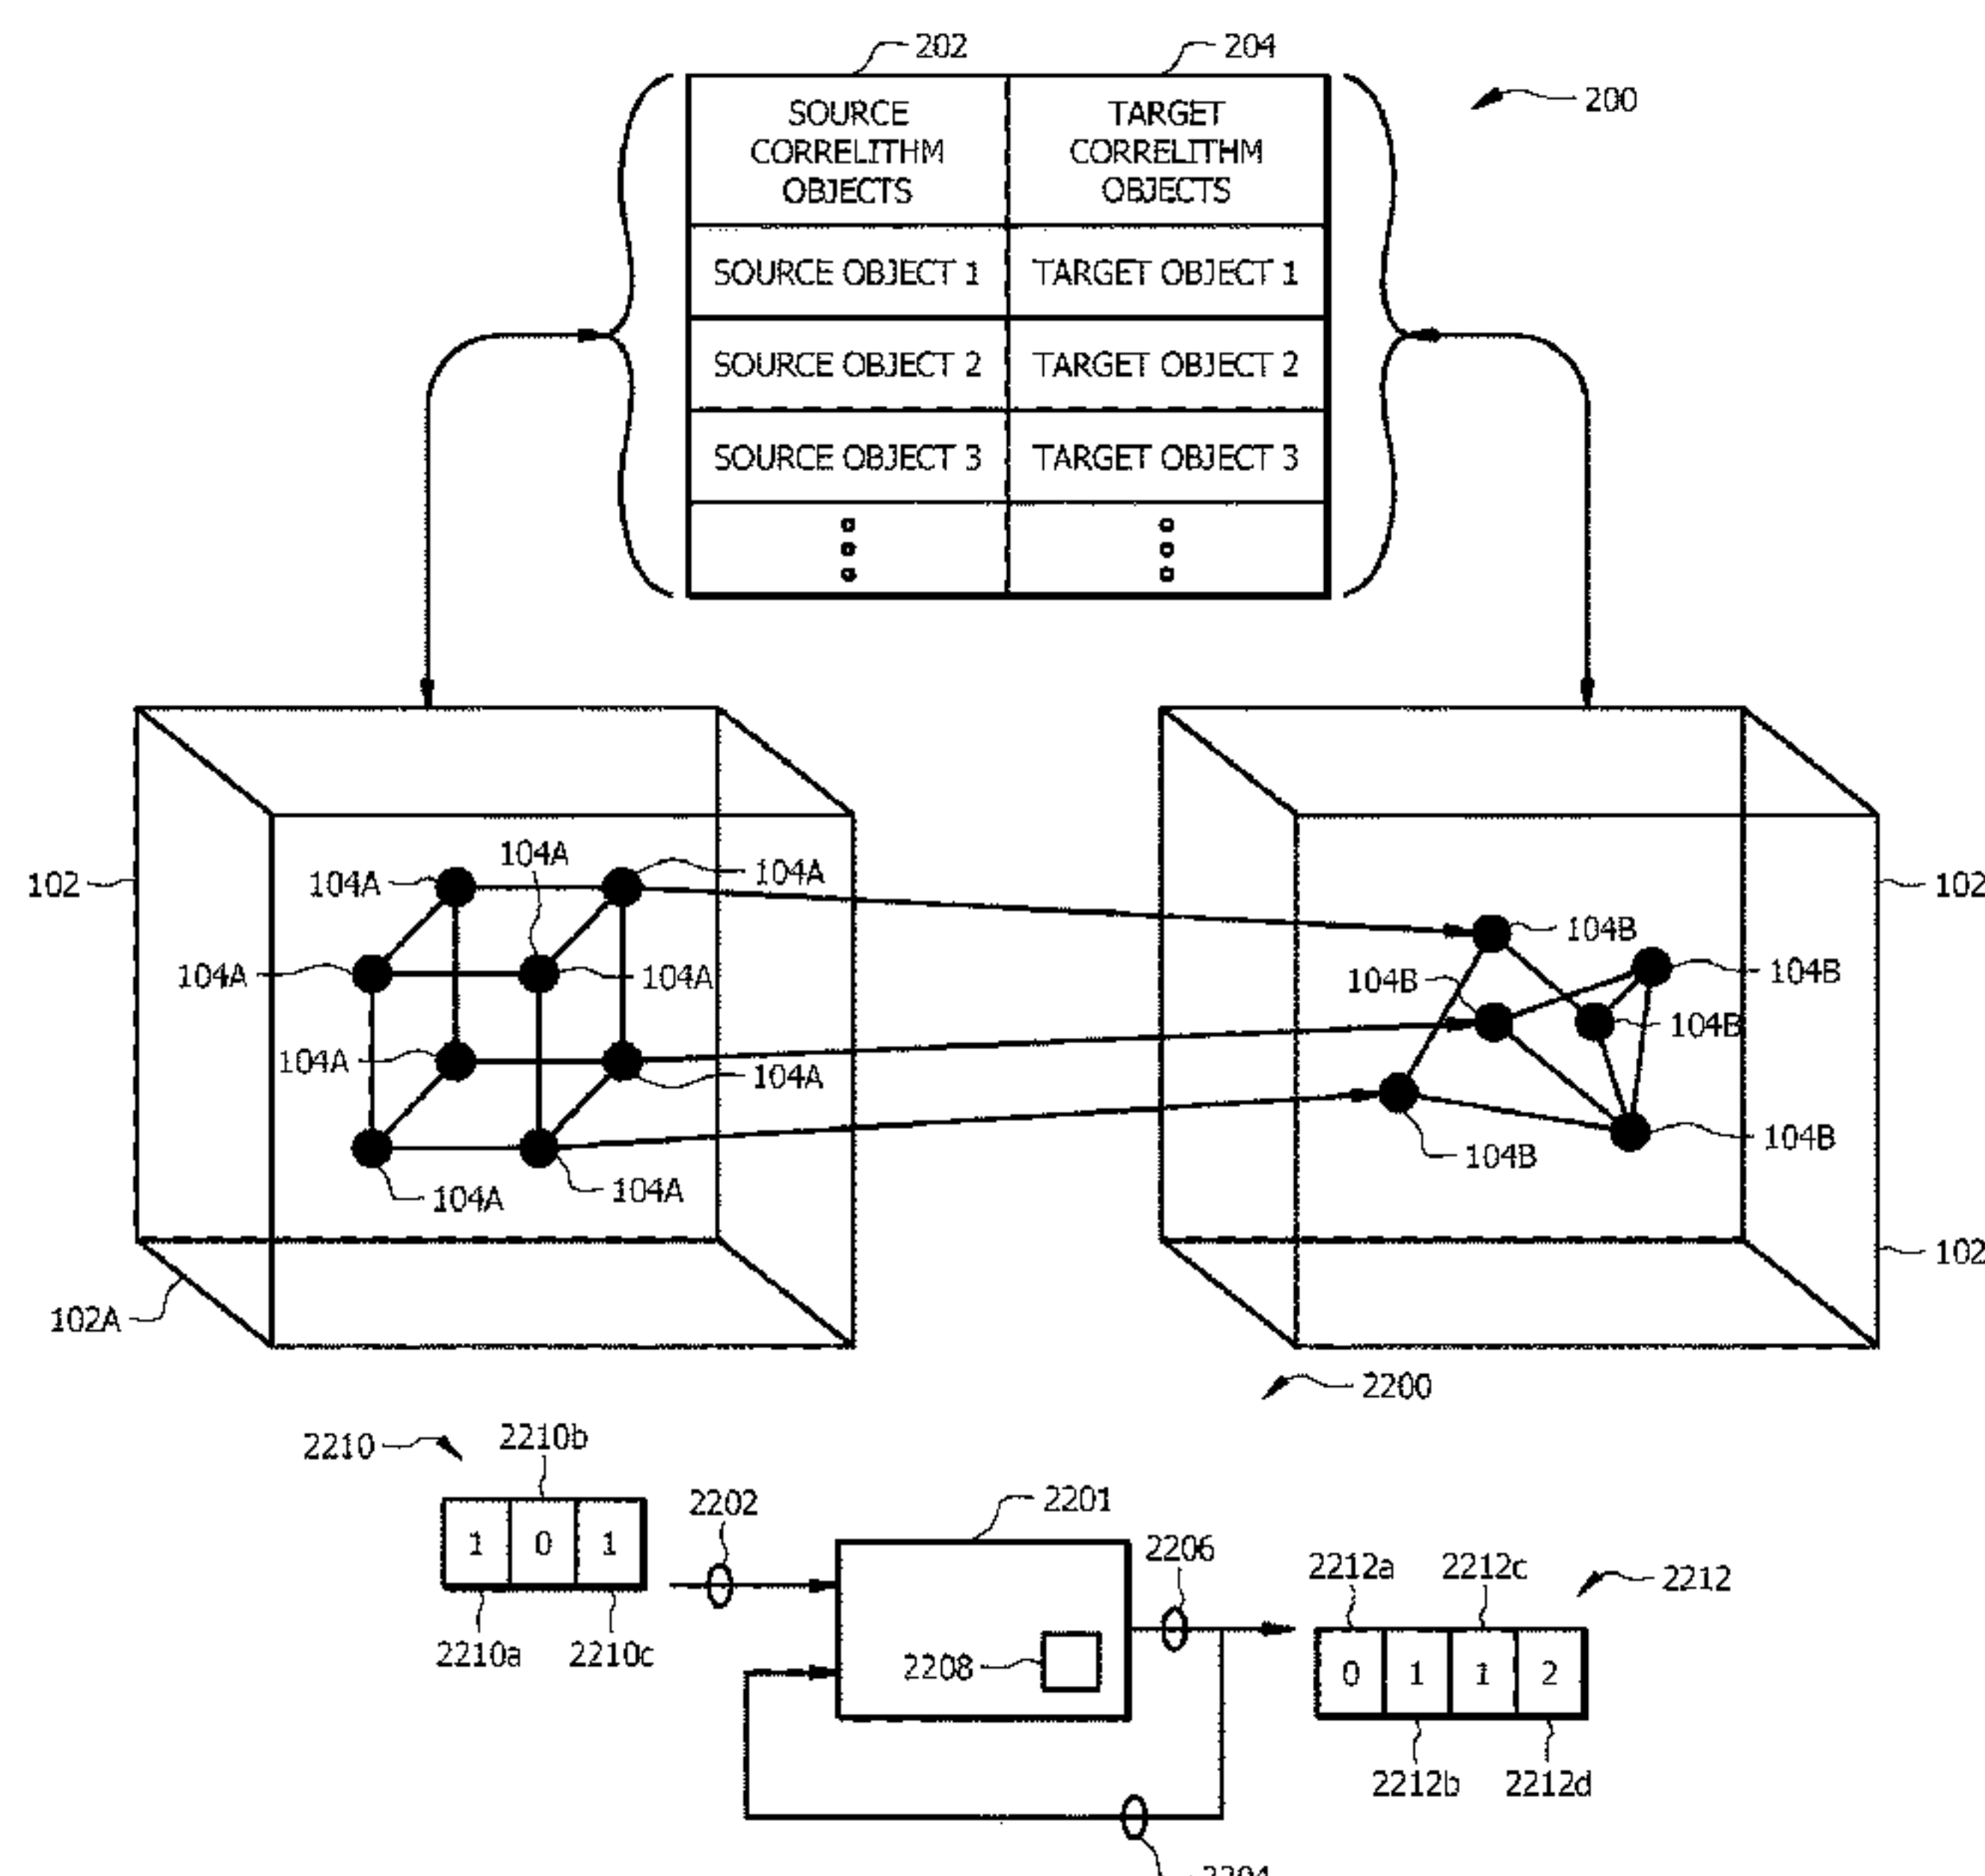 202
204
200
SOURCE CORRELITHM OBJECTS
TARGET CORRELITHM OBJECTS
SOURCE OBJECT 1
TARGET OBJECT 1
SOURCE OBJECT 2
TARGET OBJECT 2
SOURCE OBJECT 3
TARGET OBJECT 3
104A
104A
104A
102
102
104B
104A
104A
104B
104B
104B
104A
104A
104B
104B
104A
104A
102
102A
2200
2210
2210b
2202
2201
1 0 1
2206
2212a
2212c
2212
2210a
2210c
2208
0 1 1 2
2212b
2212d